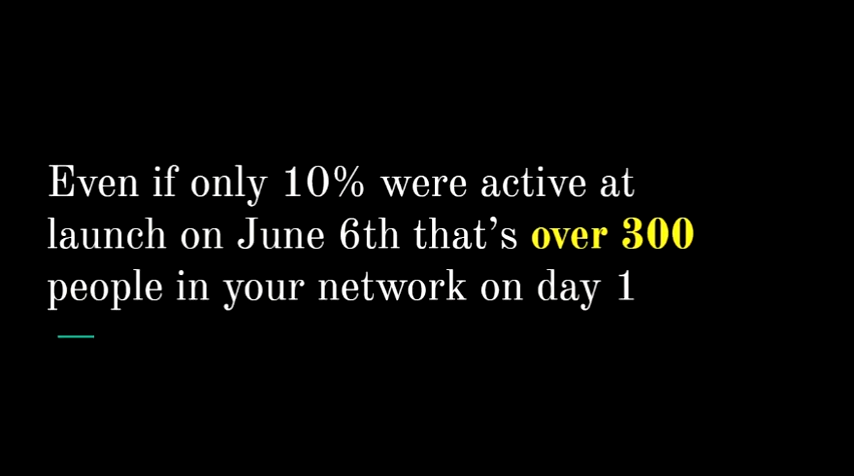 Even if only 10% were active at
launch on June 6th that’s over 300
people in your network on day 1